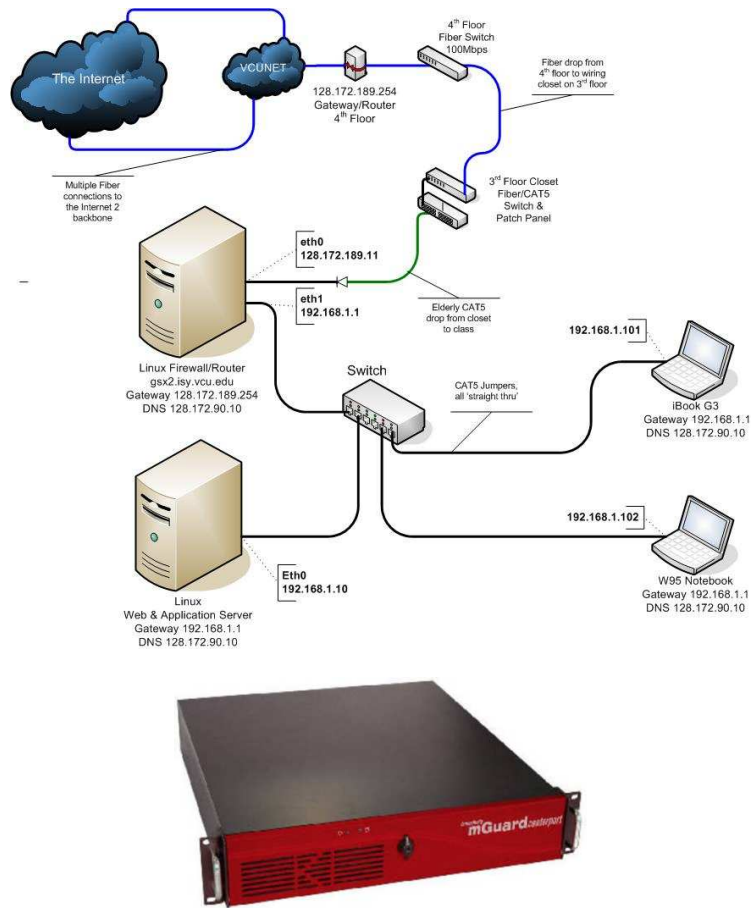 The Internet
VCUNET
128.172.189.254
Gateway/Router
4th Floor
4th Floor
Fiber Switch
100Mbps
Fiber drop from
4th floor to wiring
closet on 3rd floor
Multiple Fiber
connections to
the Internet 2
backbone
3rd Floor Closet
Fiber/CAT5
Switch &
Patch Panel
eth0
128.172.189.11
eth1
192.168.1.1
Elderly CAT5
drop from closet
to class
Linux Firewall/Router
gsx2.isy.vcu.edu
Gateway 128.172.189.254
DNS 128.172.90.10
Switch
CAT5 Jumpers,
all 'straight thru'
192.168.1.101
iBook G3
Gateway 192.168.1.1
DNS 128.172.90.10
192.168.1.102
W95 Notebook
Gateway 192.168.1.1
DNS 128.172.90.10
Eth0
192.168.1.10
Linux
Web & Application Server
Gateway 192.168.1.1
DNS 128.172.90.10
mGuard centerport